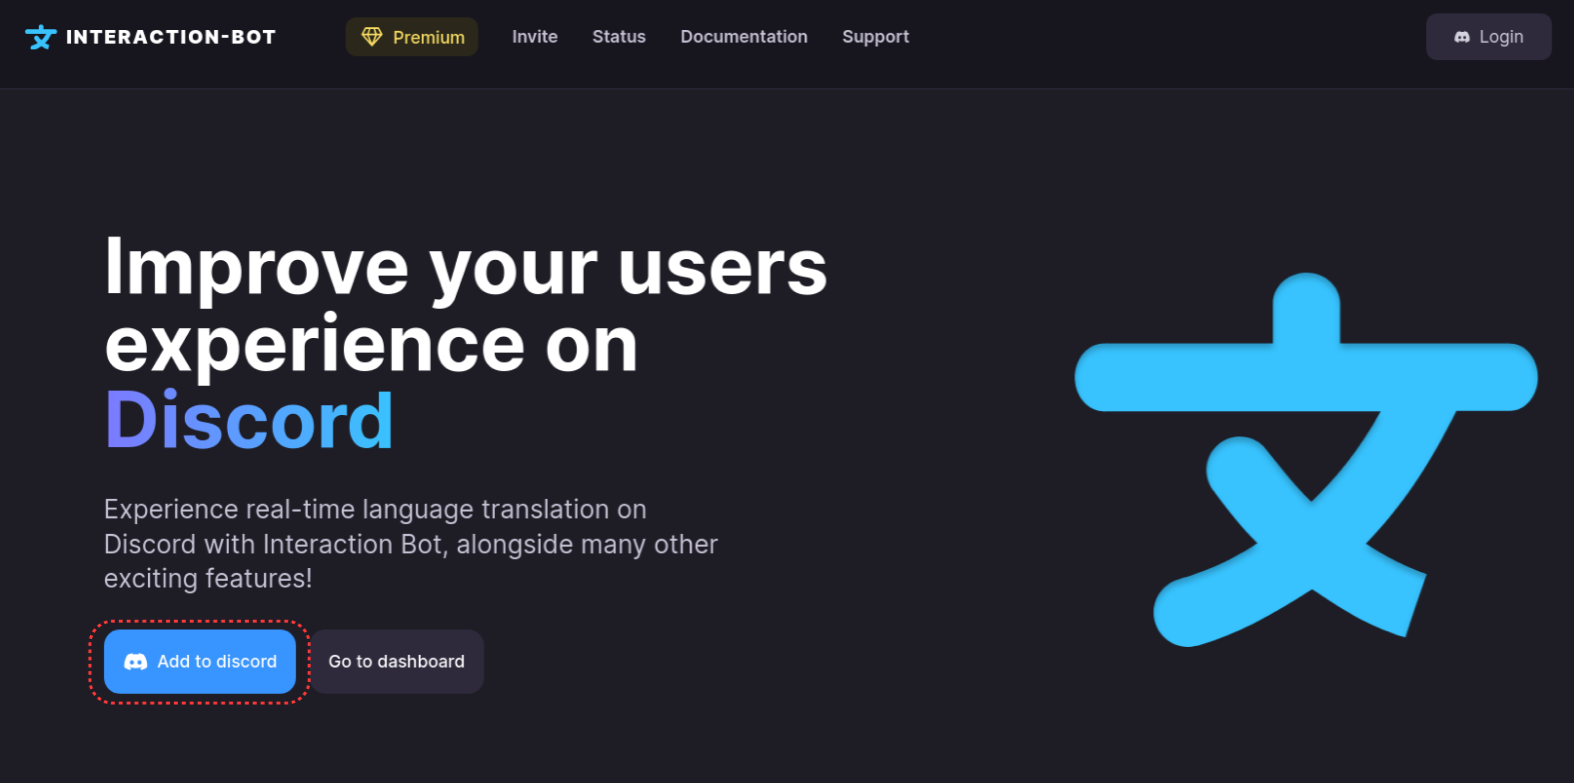 INTERACTION-BOT
Premium
Invite
Status
Documentation
Support
Login
Improve your users
experience on
Discord
Experience real-time language translation on
Discord with Interaction Bot, alongside many other
exciting features!
Add to discord
Go to dashboard
文